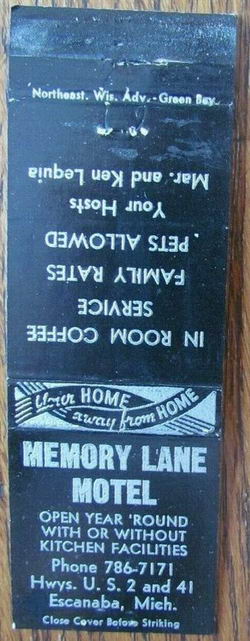 Northeast. Wis. Adv. - Green Bay
IN ROOM COFFEE
SERVICE
FAMILY RATES
PETS ALLOWED
Your Hosts
Mar. and Ken Lequia
Your HOME
away from HOME
MEMORY LANE
MOTEL
OPEN YEAR 'ROUND
WITH OR WITHOUT
KITCHEN FACILITIES
Phone 786-7171
Hwys. U. S. 2 and 41
Escanaba, Mich.
Close Cover Before Striking